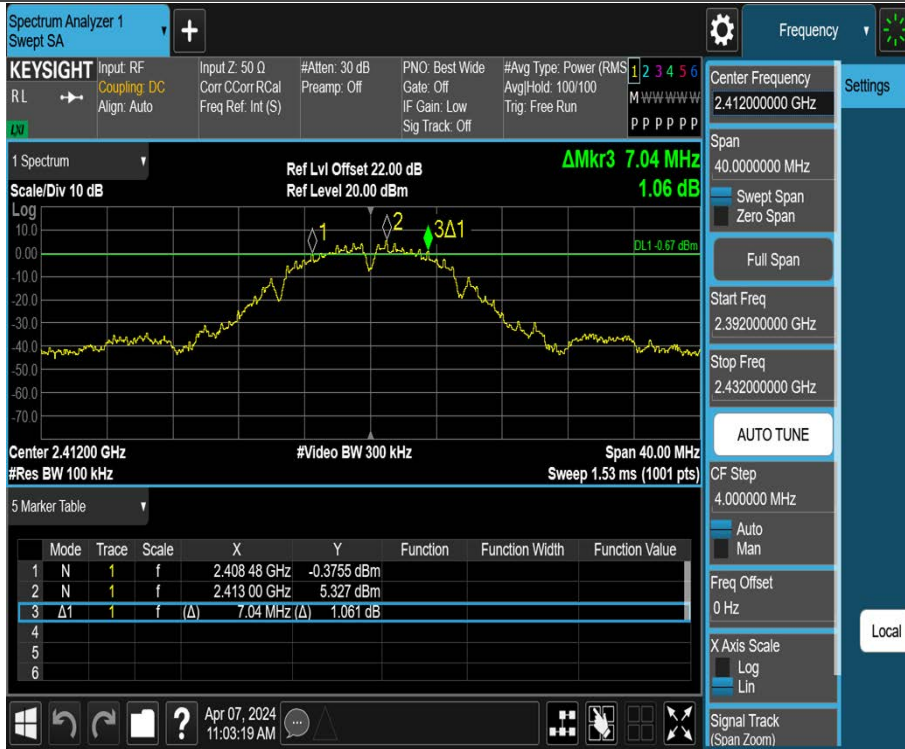 Spectrum Analyzer 1
Swept SA
+
Frequency
KEYSIGHT
RL
LXI
Input: RF
Coupling: DC
Align: Auto
Input Z: 50 Ω
Corr CCorr RCal
Freq Ref: Int (S)
#Atten: 30 dB
Preamp: Off
PNO: Best Wide
Gate: Off
IF Gain: Low
Sig Track: Off
#Avg Type: Power (RMS
Avg|Hold: 100/100
Trig: Free Run
1 2 3 4 5 6
M W W W W W
P P P P P P
1 Spectrum
Scale/Div 10 dB
Ref Lvl Offset 22.00 dB
Ref Level 20.00 dBm
ΔMkr3 7.04 MHz
1.06 dB
Log
10.0
0.00
-10.0
-20.0
-30.0
-40.0
-50.0
-60.0
-70.0
1
2
3Δ1
DL1 -0.67 dBm
Center 2.41200 GHz
#Video BW 300 kHz
Span 40.00 MHz
#Res BW 100 kHz
Sweep 1.53 ms (1001 pts)
5 Marker Table
Mode Trace Scale X Y Function Function Width Function Value
1 N 1 f 2.408 48 GHz -0.3755 dBm
2 N 1 f 2.413 00 GHz 5.327 dBm
3 Δ1 1 f (Δ) 7.04 MHz (Δ) 1.061 dB
4
5
6
?
Apr 07, 2024
11:03:19 AM
Center Frequency
2.412000000 GHz
Span
40.0000000 MHz
Swept Span
Zero Span
Full Span
Start Freq
2.392000000 GHz
Stop Freq
2.432000000 GHz
AUTO TUNE
CF Step
4.000000 MHz
Auto
Man
Freq Offset
0 Hz
X Axis Scale
Log
Lin
Signal Track
(Span Zoom)
Settings
Local